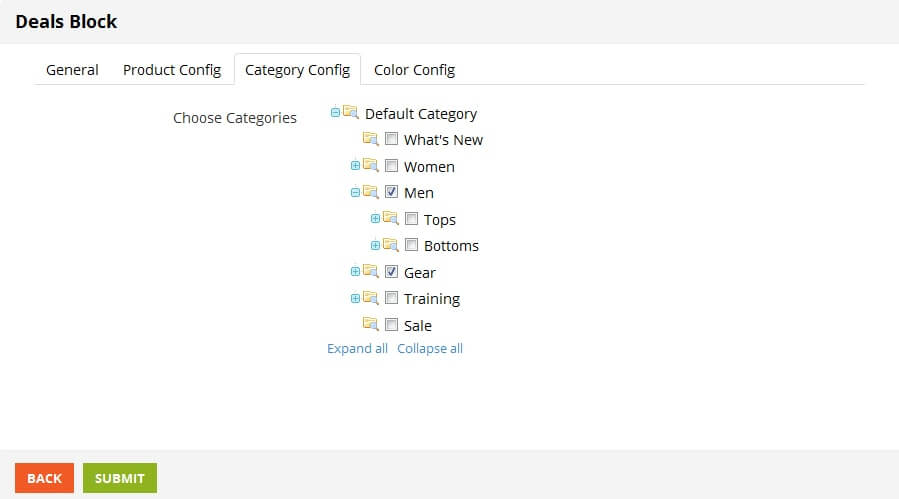 Deals Block
General Product Config Category Config Color Config
Choose Categories
Default Category
What's New
Women
Men
Tops
Bottoms
Gear
Training
Sale
Expand all Collapse all
BACK SUBMIT